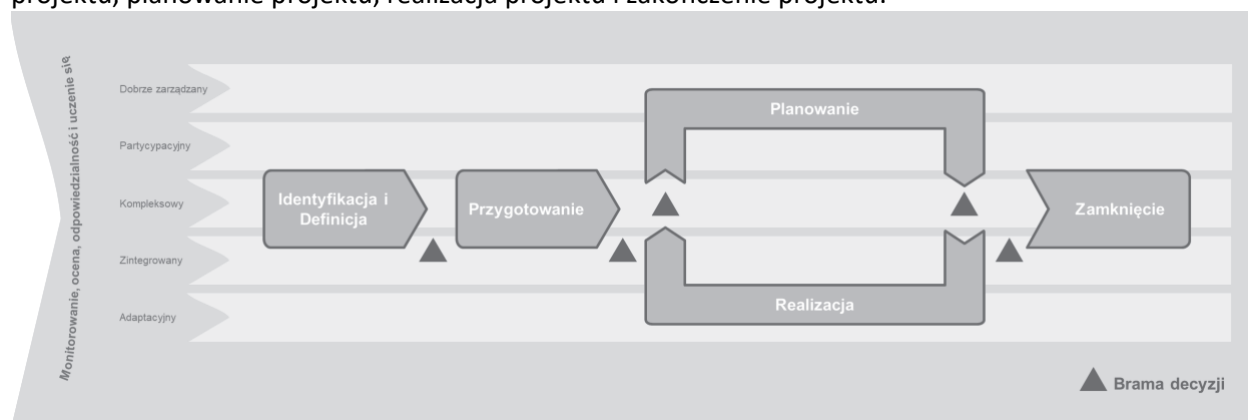 projektu, planowanie projektu, realizacja projektu i zakończenie projektu.
Monitorowanie, ocena, odpowiedzialność i uczenie się
Dobrze zarządzany
Partycypacyjny
Kompleksowy
Zintegrowany
Adaptacyjny
Identyfikacja i
Definicja
Przygotowanie
Planowanie
Realizacja
Zamknięcie
Brama decyzji